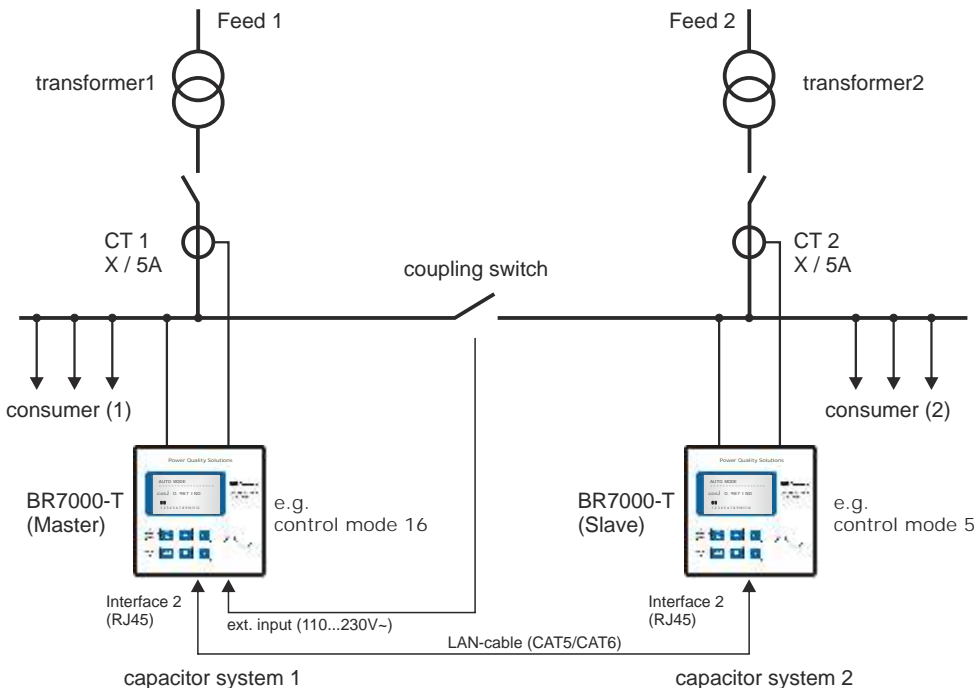 Feed 1
Feed 2
transformer1
transformer2
CT 1
X / 5A
CT 2
X / 5A
coupling switch
consumer (1)
consumer (2)
Power Quality Solutions
AUTO MODE
BR7000-T
(Master)
e.g.
control mode 16
Power Quality Solutions
AUTO MODE
BR7000-T
(Slave)
e.g.
control mode 5
Interface 2
(RJ45)
ext. input (110...230V~)
Interface 2
(RJ45)
LAN-cable (CAT5/CAT6)
capacitor system 1
capacitor system 2